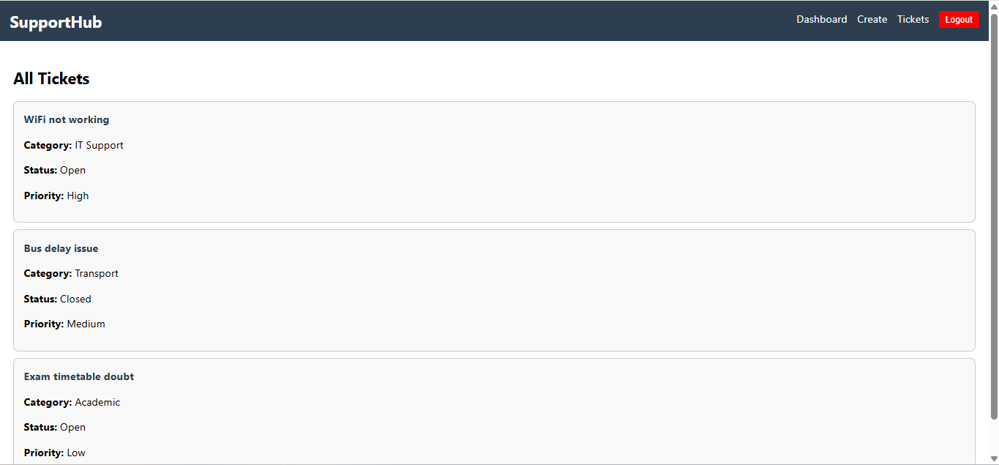 SupportHub
Dashboard Create Tickets Logout
All Tickets
WiFi not working
Category: IT Support
Status: Open
Priority: High
Bus delay issue
Category: Transport
Status: Closed
Priority: Medium
Exam timetable doubt
Category: Academic
Status: Open
Priority: Low